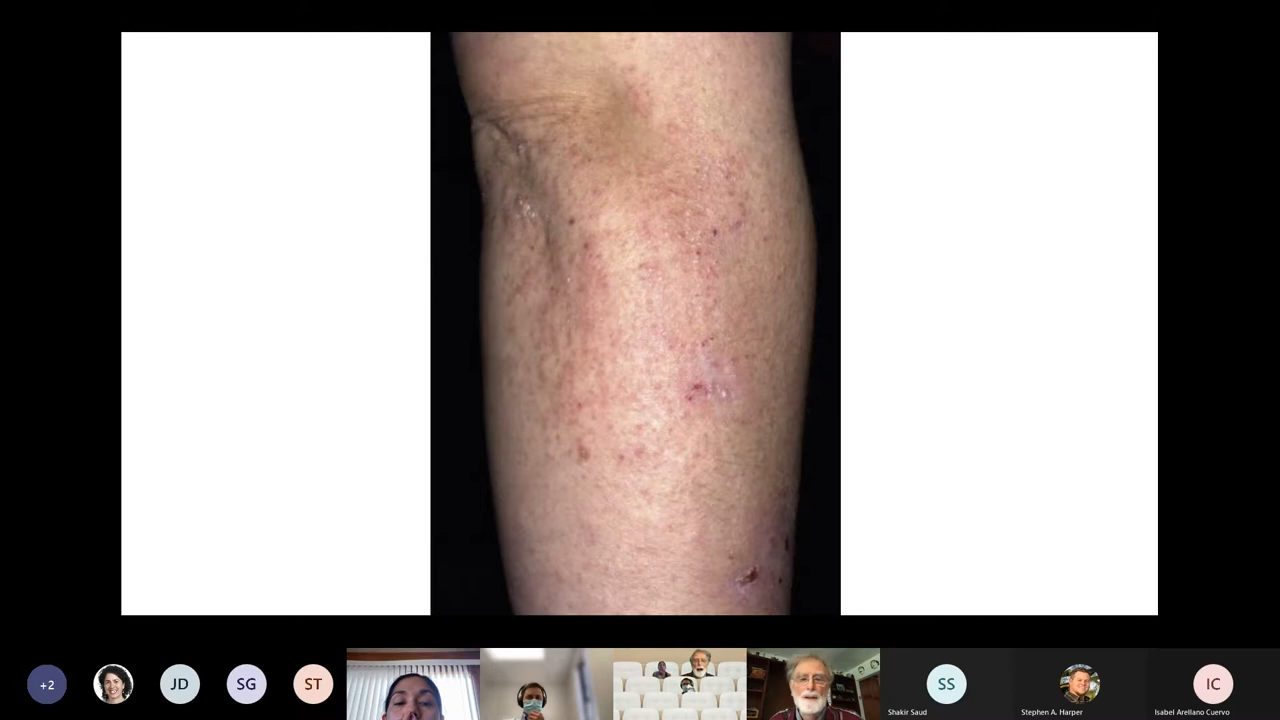 +2
JD
SG
ST
SS
Shakir Saud
Stephen A. Harper
IC
Isabel Arellano Cuervo